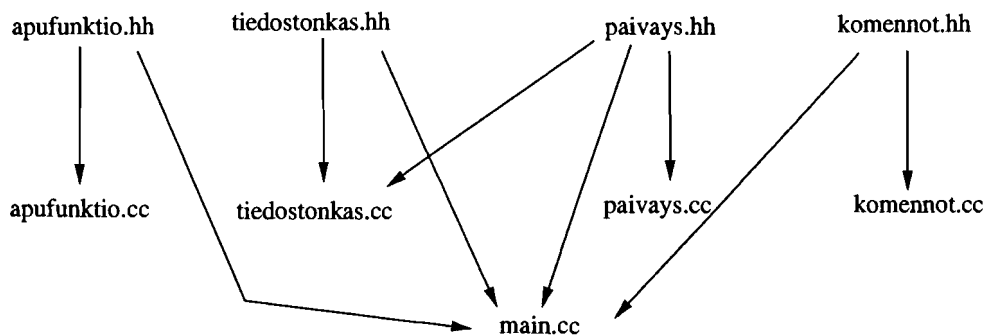 apufunktio.hh
tiedostonkas.hh
paivays.hh
komennot.hh
apufunktio.cc
tiedostonkas.cc
paivays.cc
komennot.cc
main.cc